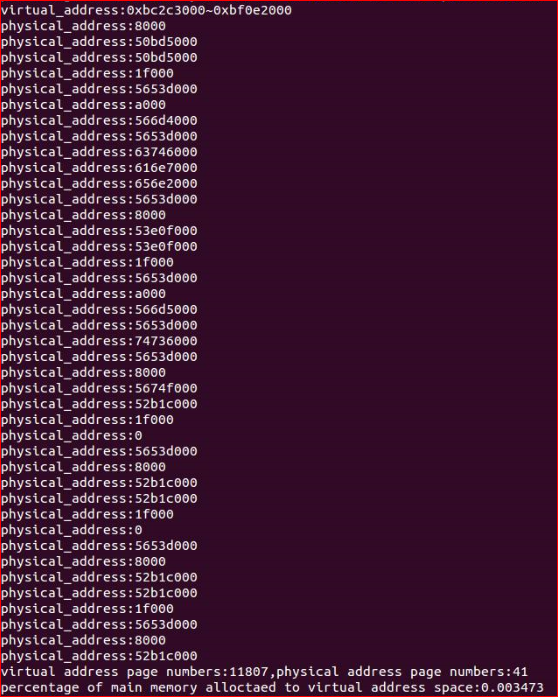 virtual_address:0xbc2c3000~0xbf0e2000
physical_address:8000
physical_address:50bd5000
physical_address:50bd5000
physical_address:1f000
physical_address:5653d000
physical_address:a000
physical_address:566d4000
physical_address:5653d000
physical_address:63746000
physical_address:616e7000
physical_address:656e2000
physical_address:5653d000
physical_address:8000
physical_address:53e0f000
physical_address:53e0f000
physical_address:1f000
physical_address:5653d000
physical_address:a000
physical_address:566d5000
physical_address:5653d000
physical_address:74736000
physical_address:5653d000
physical_address:8000
physical_address:5674f000
physical_address:52b1c000
physical_address:1f000
physical_address:0
physical_address:5653d000
physical_address:8000
physical_address:52b1c000
physical_address:52b1c000
physical_address:1f000
physical_address:0
physical_address:5653d000
physical_address:8000
physical_address:52b1c000
physical_address:52b1c000
physical_address:1f000
physical_address:5653d000
physical_address:8000
physical_address:52b1c000
virtual address page numbers:11807,physical address page numbers:41
percentage of main memory alloctaed to virtual address space:0.003473